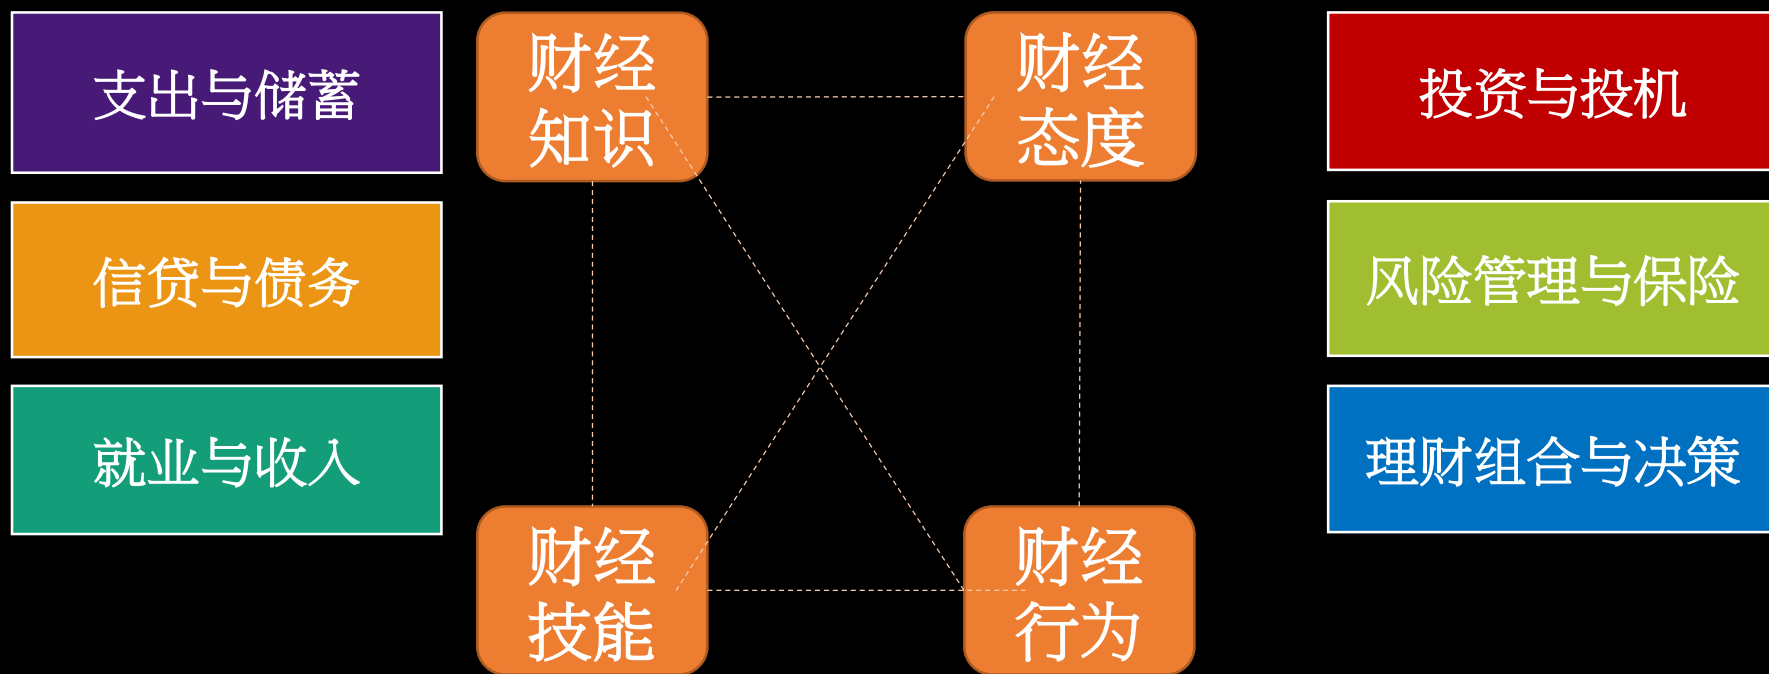 支出与储蓄
信贷与债务
就业与收入
财经
知识
财经
态度
财经
技能
财经
行为
投资与投机
风险管理与保险
理财组合与决策